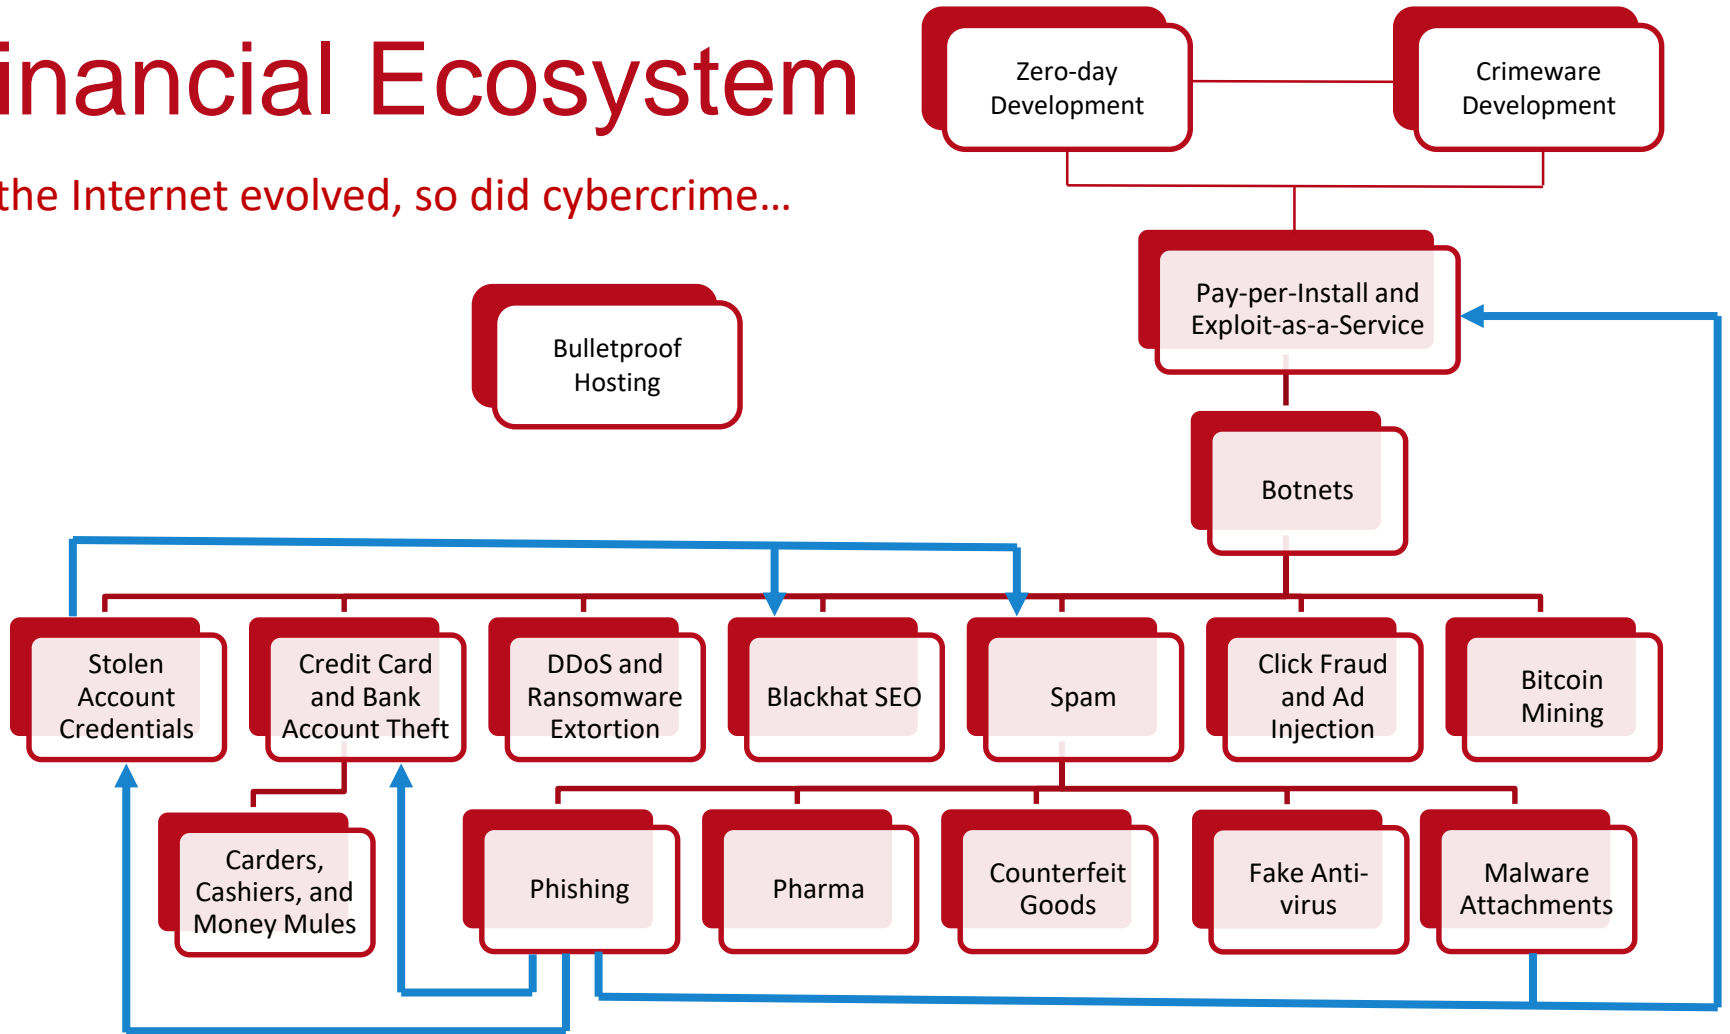 inancial Ecosystem
the Internet evolved, so did cybercrime…
Zero-day
Development
Crimeware
Development
Pay-per-Install and
Exploit-as-a-Service
Bulletproof
Hosting
Botnets
Stolen
Account
Credentials
Credit Card
and Bank
Account Theft
DDoS and
Ransomware
Extortion
Blackhat SEO
Spam
Click Fraud
and Ad
Injection
Bitcoin
Mining
Carders,
Cashiers, and
Money Mules
Phishing
Pharma
Counterfeit
Goods
Fake Anti-
virus
Malware
Attachments